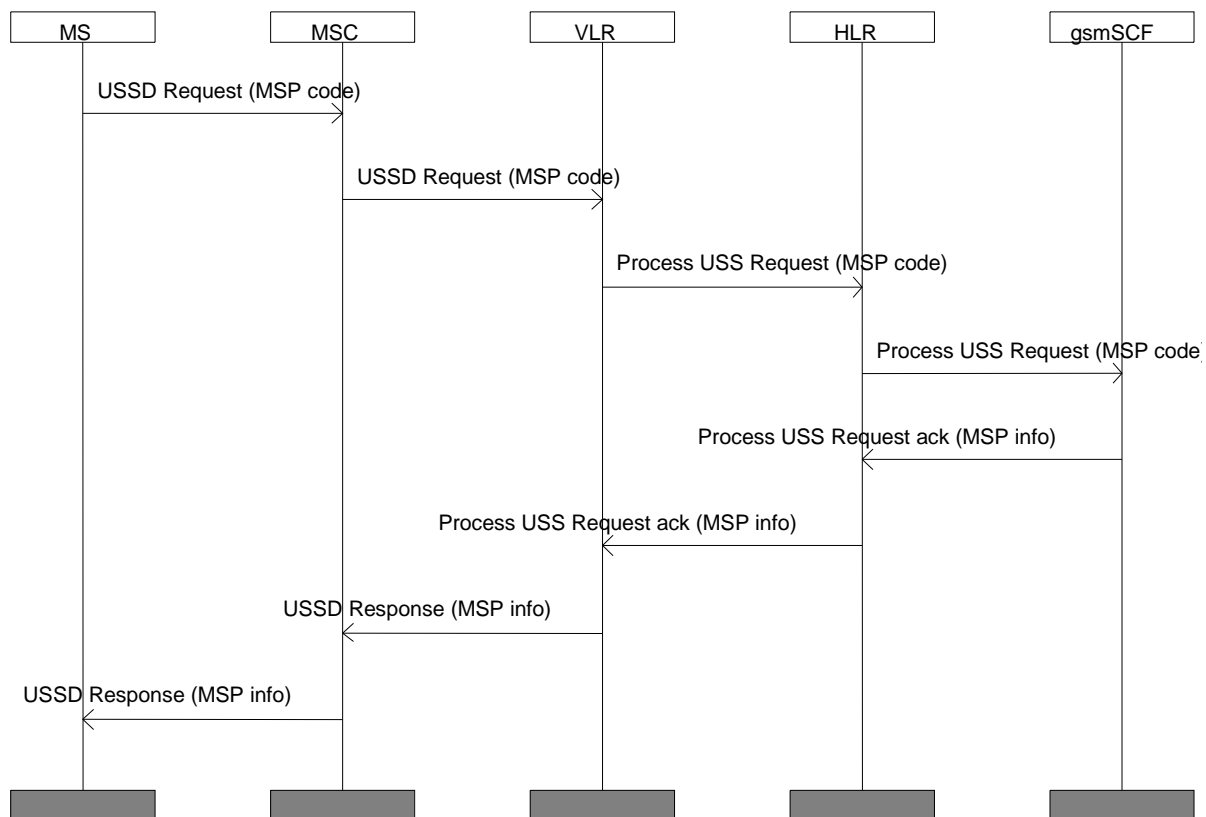 MS
MSC
VLR
HLR
gsmSCF
USSD Request (MSP code)
USSD Request (MSP code)
Process USS Request (MSP code)
Process USS Request (MSP code)
Process USS Request ack (MSP info)
Process USS Request ack (MSP info)
USSD Response (MSP info)
USSD Response (MSP info)